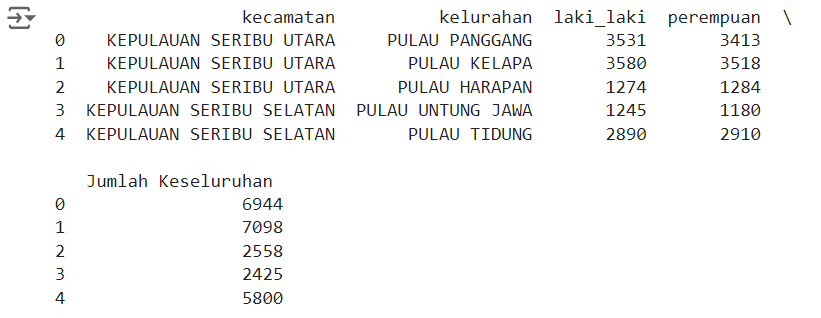 kecamatan kelurahan laki_laki perempuan \
0 KEPULAUAN SERIBU UTARA PULAU PANGGANG 3531 3413
1 KEPULAUAN SERIBU UTARA PULAU KELAPA 3580 3518
2 KEPULAUAN SERIBU UTARA PULAU HARAPAN 1274 1284
3 KEPULAUAN SERIBU SELATAN PULAU UNTUNG JAWA 1245 1180
4 KEPULAUAN SERIBU SELATAN PULAU TIDUNG 2890 2910
Jumlah Keseluruhan
0 6944
1 7098
2 2558
3 2425
4 5800